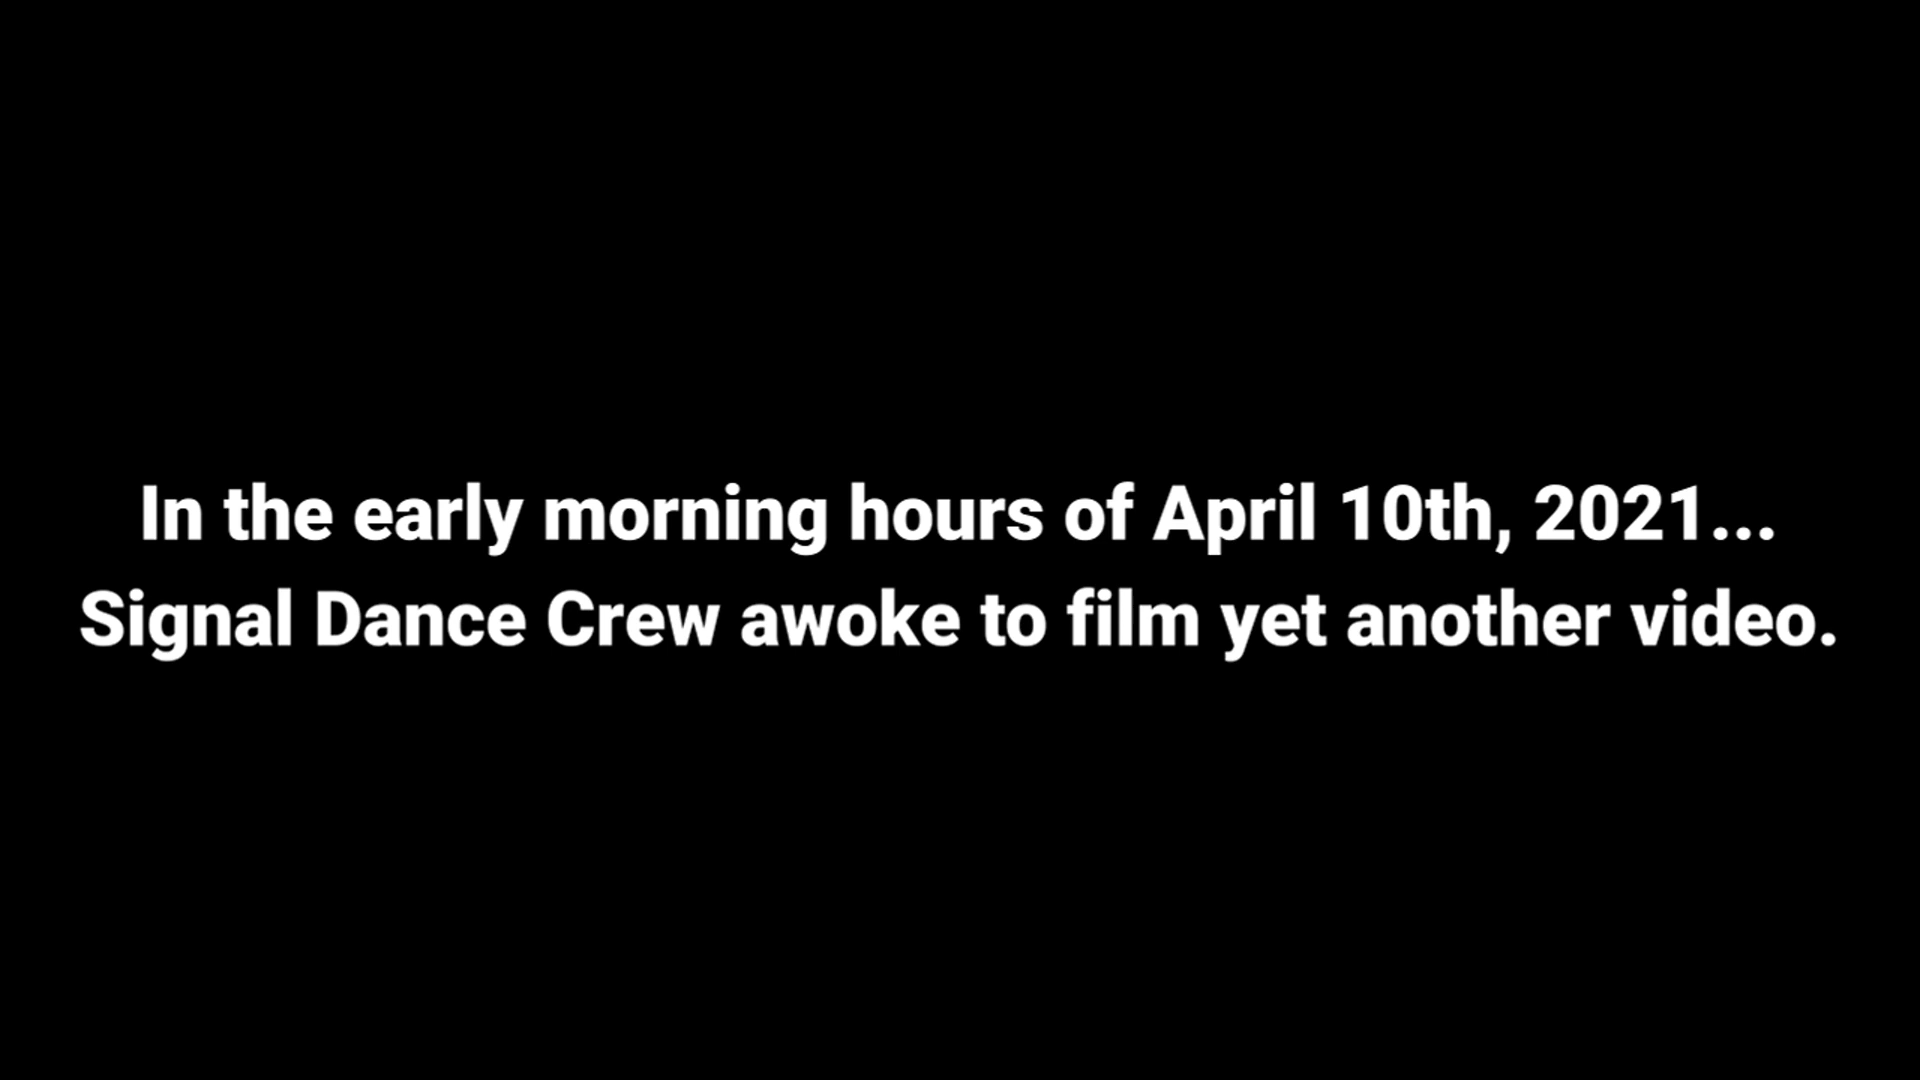 In the early morning hours of April 10th, 2021...
Signal Dance Crew awoke to film yet another video.